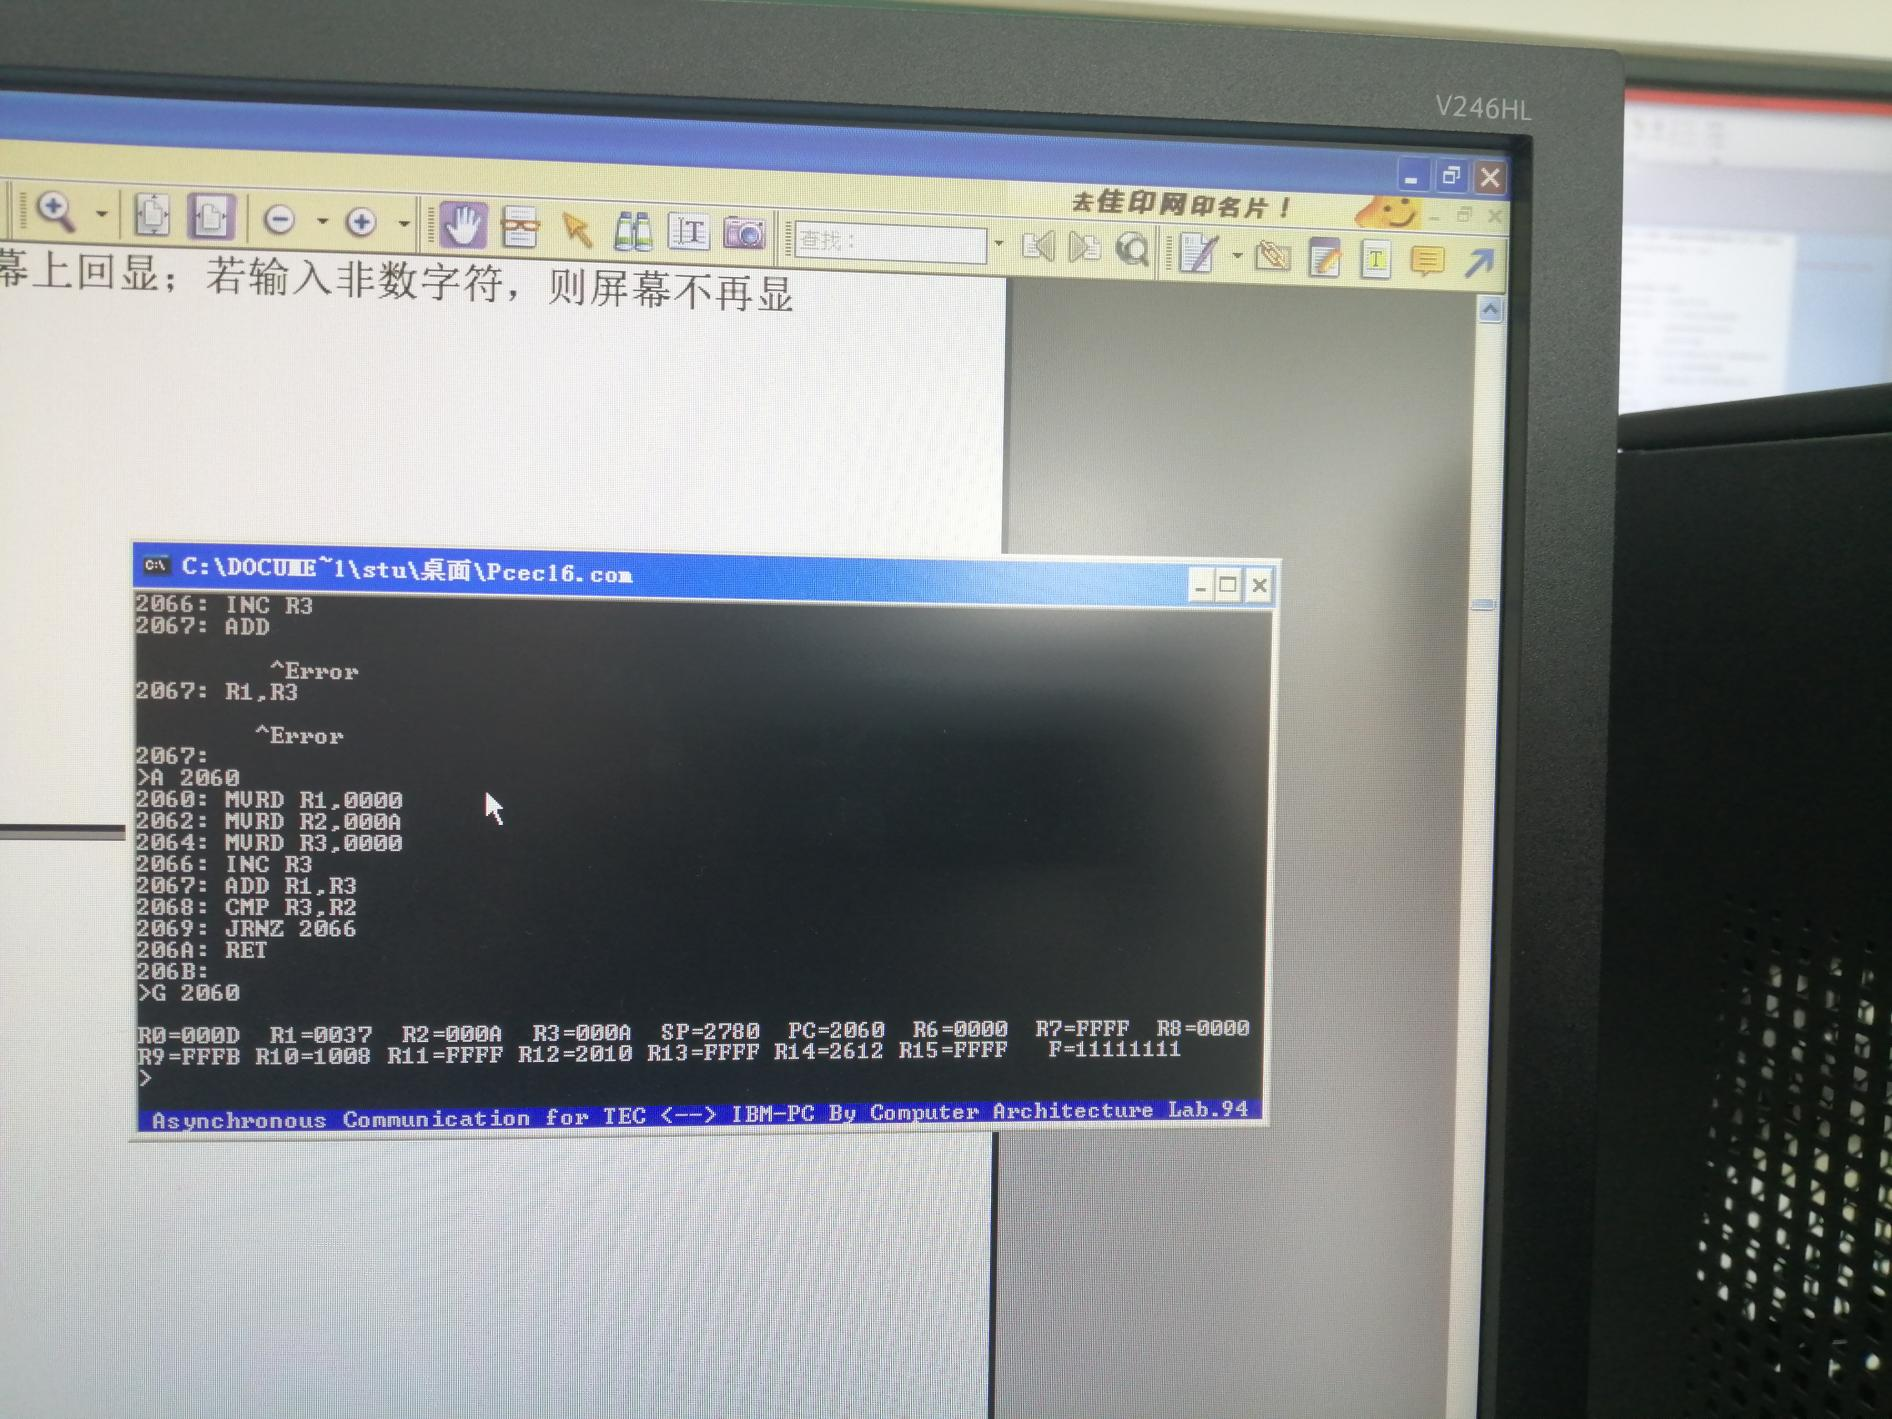 V246HL
去佳印网印名片！
查找：
幕上回显；若输入非数字符，则屏幕不再显
C:\DOCUME~1\stu\桌面\Pcec16.com
2066: INC R3
2067: ADD
^Error
2067: R1,R3
^Error
2067:
>A 2060
2060: MVRD R1,0000
2062: MVRD R2,000A
2064: MVRD R3,0000
2066: INC R3
2067: ADD R1,R3
2068: CMP R3,R2
2069: JRNZ 2066
206A: RET
206B:
>G 2060
R0=000D R1=0037 R2=000A R3=000A SP=2780 PC=2060 R6=0000 R7=FFFF R8=0000
R9=FFFB R10=1008 R11=FFFF R12=2010 R13=FFFF R14=2612 R15=FFFF F=11111111
>
Asynchronous Communication for TEC <--> IBM-PC By Computer Architecture Lab.94